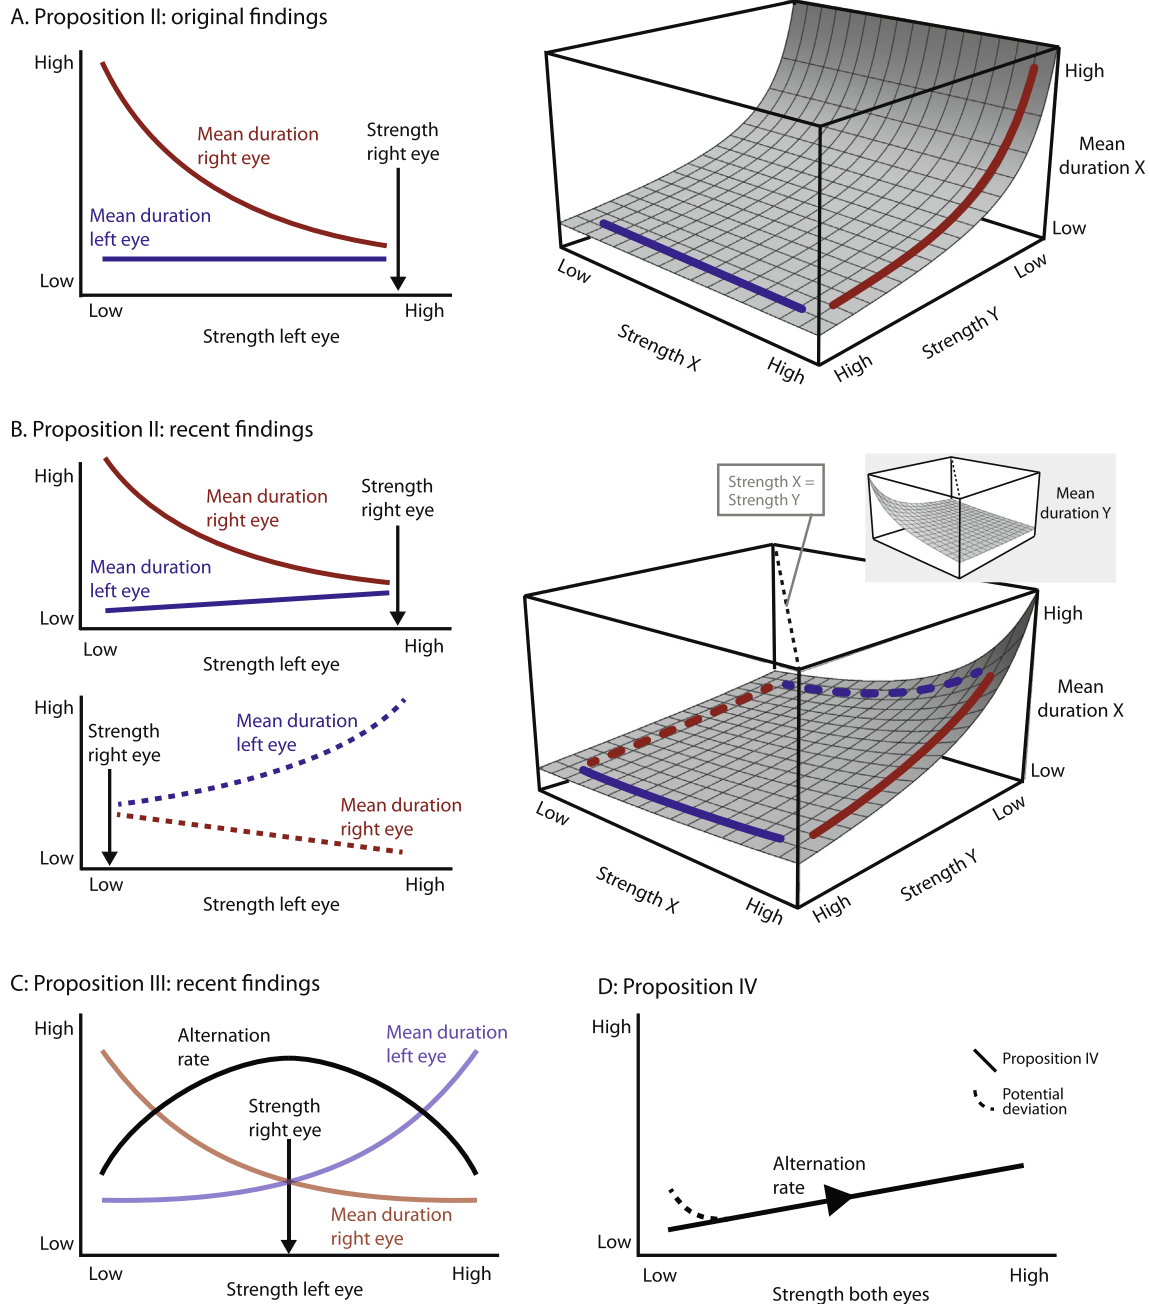 A. Proposition II: original findings
High
Mean duration
right eye
Strength
right eye
Mean duration
left eye
Low
Low
High
Strength left eye
High
Mean
duration X
Low
Low
Strength X
High
High
Strength Y
Low
B. Proposition II: recent findings
High
Mean duration
right eye
Strength
right eye
Mean duration
left eye
Low
Low
High
Strength left eye
High
Strength
right eye
Mean duration
left eye
Mean duration
right eye
Low
Low
High
Strength left eye
Strength X =
Strength Y
Mean
duration Y
High
Mean
duration X
Low
Low
Strength X
High
High
Strength Y
Low
C: Proposition III: recent findings
High
Alternation
rate
Mean duration
left eye
Strength
right eye
Mean duration
right eye
Low
Low
High
Strength left eye
D: Proposition IV
High
Proposition IV
Potential
deviation
Alternation
rate
Low
Low
High
Strength both eyes